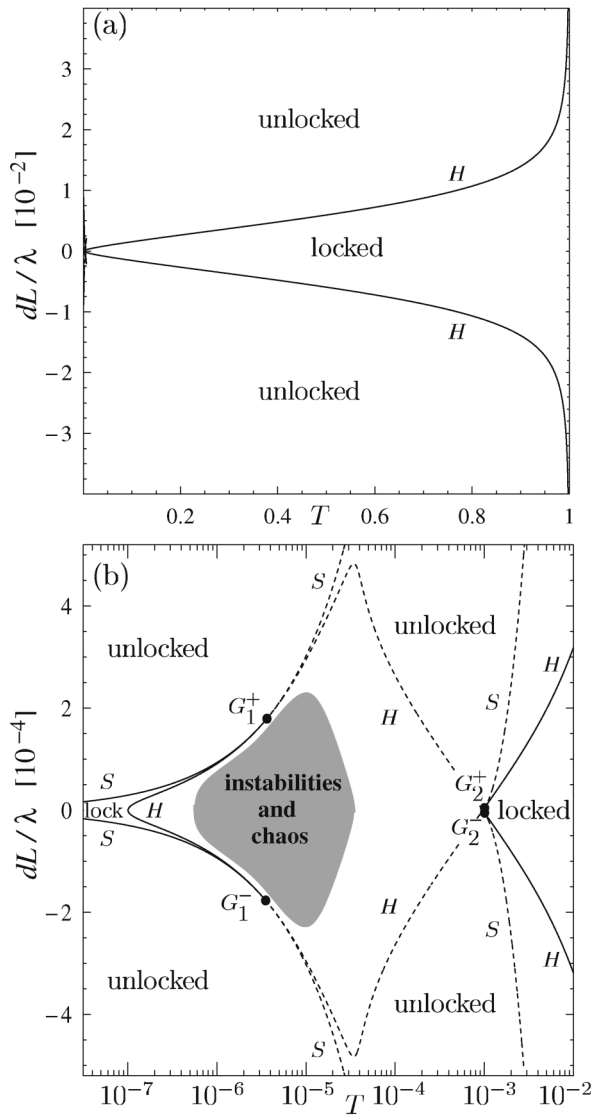 (a)
3
2
1
0
−1
−2
−3
dL/λ [10⁻²]
unlocked
H
locked
H
unlocked
0.2
0.4
0.6
0.8
1
T
(b)
4
2
0
−2
−4
dL/λ [10⁻⁴]
S
unlocked
unlocked
G₁⁺
H
S
H
S
lock
H
S
instabilities
and
chaos
G₂⁺
locked
G₂⁻
G₁⁻
H
S
H
unlocked
unlocked
S
10⁻⁷
10⁻⁶
10⁻⁵
10⁻⁴
10⁻³
10⁻²
T